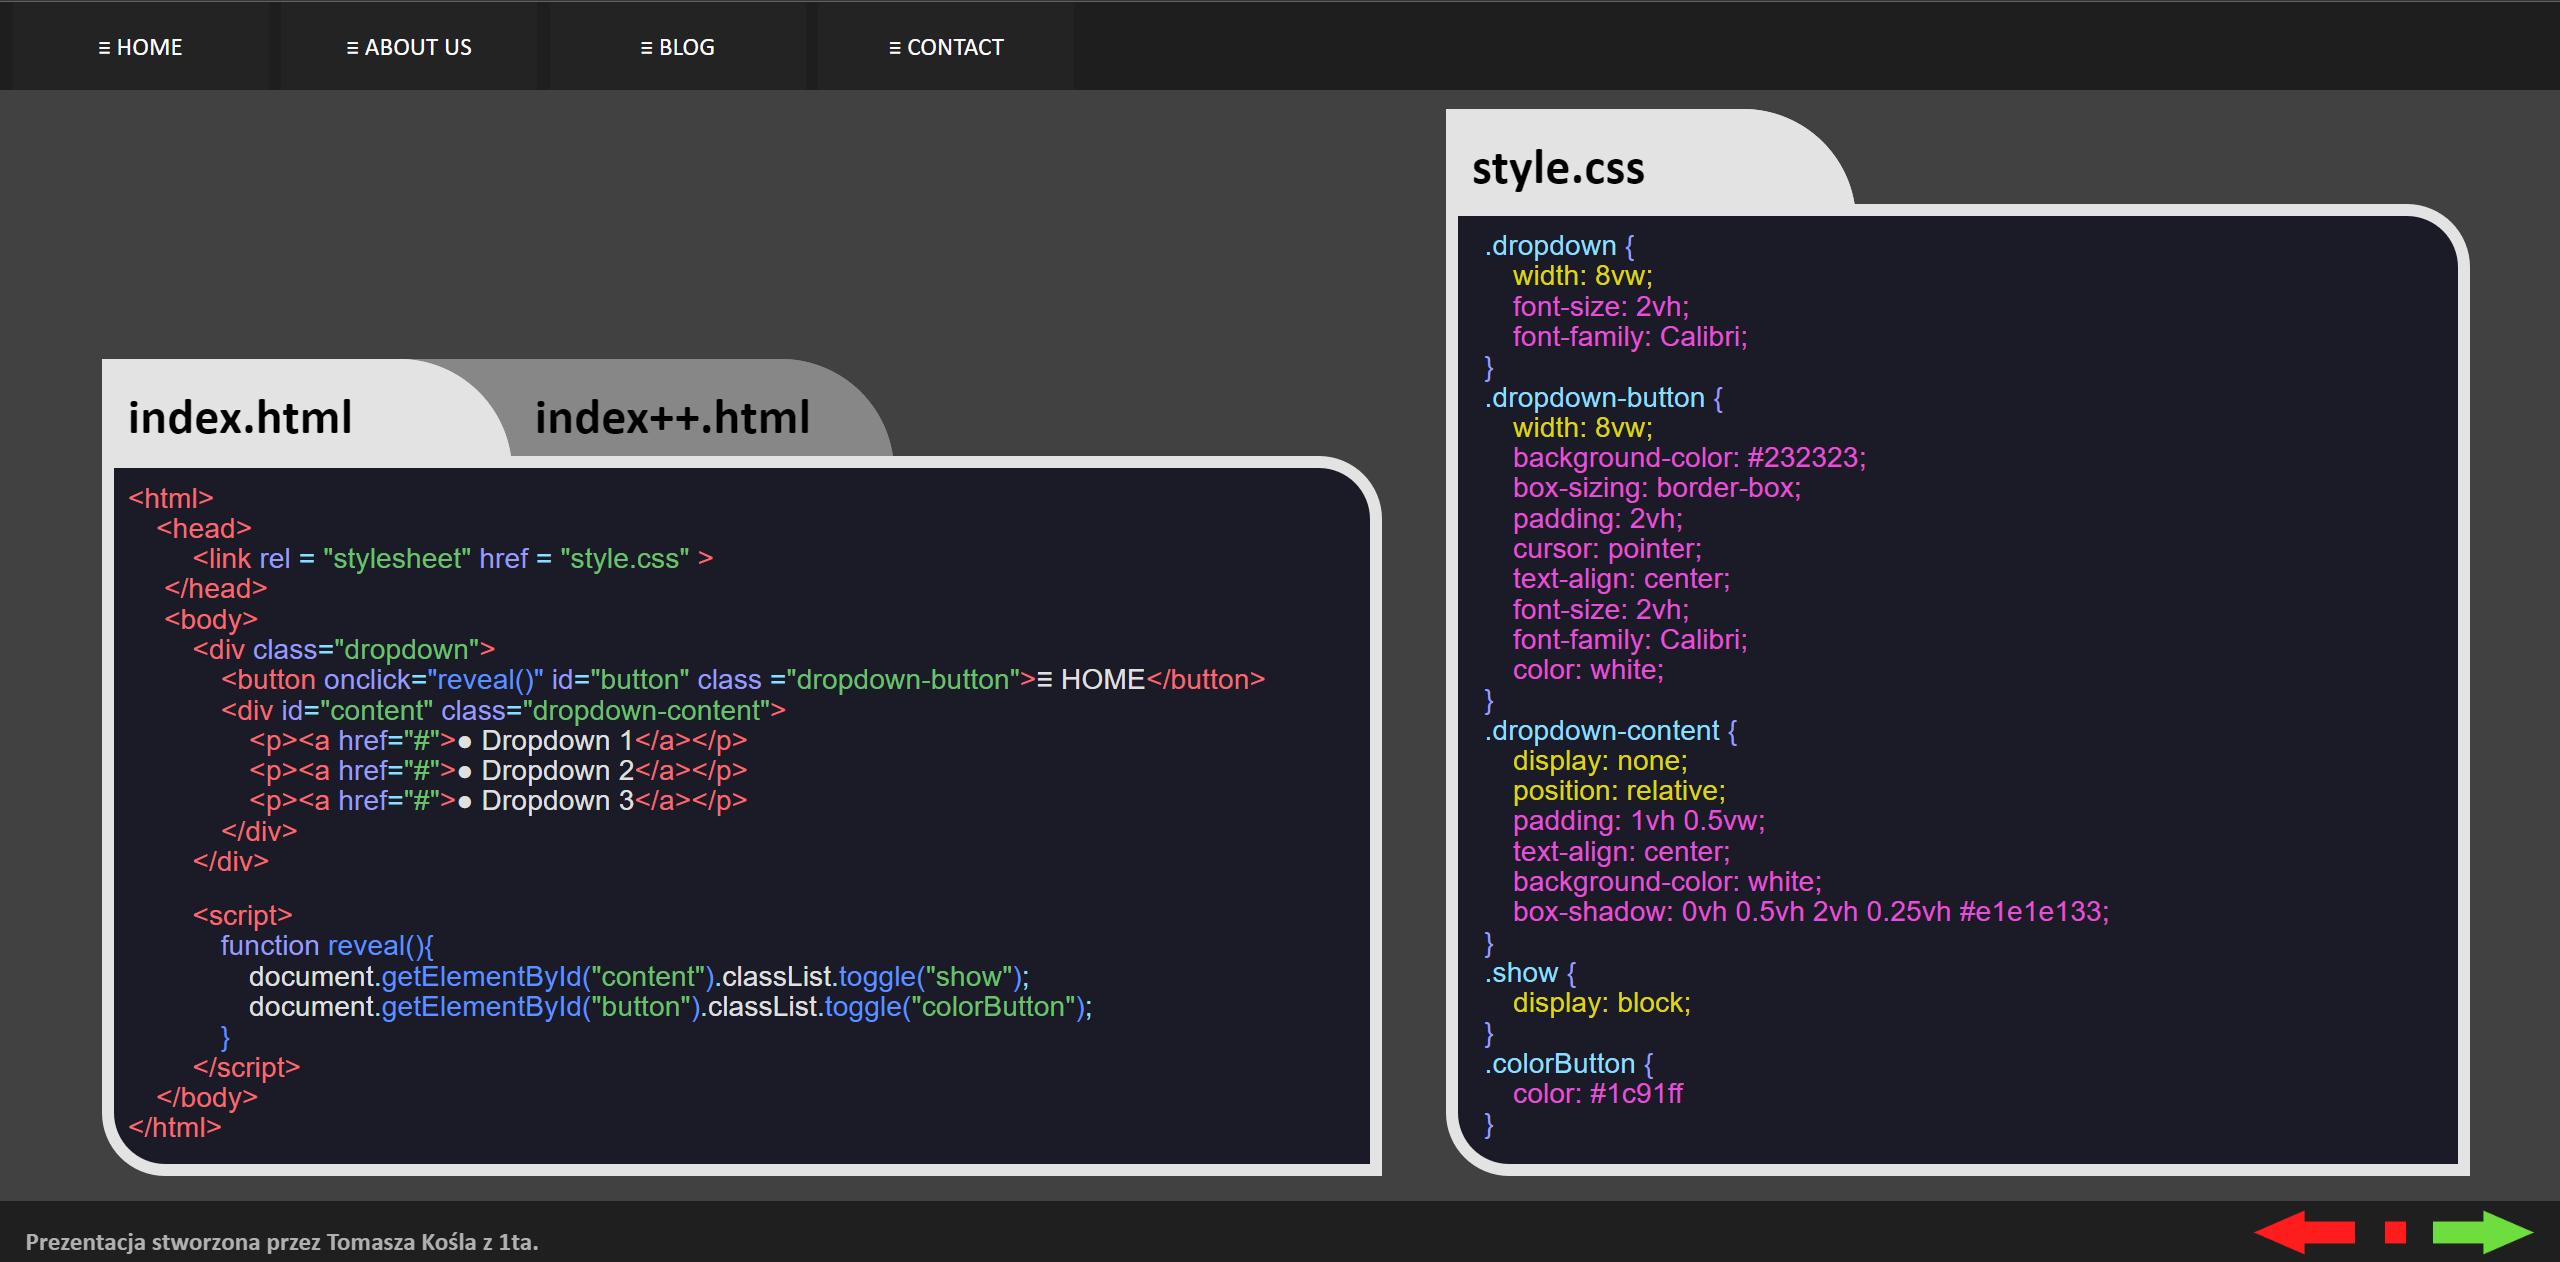 ≡ HOME
≡ ABOUT US
≡ BLOG
≡ CONTACT
index.html
index++.html
<html>
<head>
<link rel = "stylesheet" href = "style.css" >
</head>
<body>
<div class="dropdown">
<button onclick="reveal()" id="button" class ="dropdown-button">≡ HOME</button>
<div id="content" class="dropdown-content">
<p><a href="#">● Dropdown 1</a></p>
<p><a href="#">● Dropdown 2</a></p>
<p><a href="#">● Dropdown 3</a></p>
</div>
</div>
<script>
function reveal(){
document.getElementById("content").classList.toggle("show");
document.getElementById("button").classList.toggle("colorButton");
}
</script>
</body>
</html>
style.css
.dropdown {
width: 8vw;
font-size: 2vh;
font-family: Calibri;
}
.dropdown-button {
width: 8vw;
background-color: #232323;
box-sizing: border-box;
padding: 2vh;
cursor: pointer;
text-align: center;
font-size: 2vh;
font-family: Calibri;
color: white;
}
.dropdown-content {
display: none;
position: relative;
padding: 1vh 0.5vw;
text-align: center;
background-color: white;
box-shadow: 0vh 0.5vh 2vh 0.25vh #e1e1e133;
}
.show {
display: block;
}
.colorButton {
color: #1c91ff
}
Prezentacja stworzona przez Tomasza Kośla z 1ta.